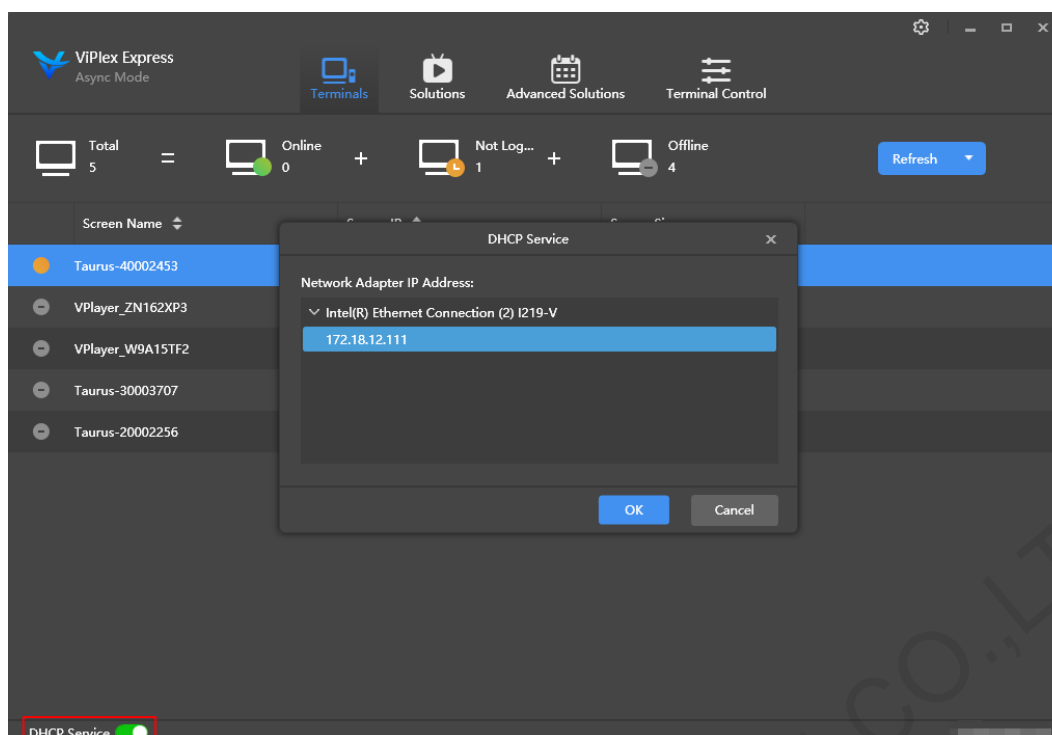 ViPlex Express
Async Mode
Terminals
Solutions
Advanced Solutions
Terminal Control
Total
5
=
Online
0
+
Not Log...
1
+
Offline
4
Refresh
Screen Name
DHCP Service
Taurus-40002453
Network Adapter IP Address:
VPlayer_ZN162XP3
Intel(R) Ethernet Connection (2) I219-V
172.18.12.111
VPlayer_W9A15TF2
Taurus-30003707
Taurus-20002256
OK
Cancel
CO.,LT
DHCP Service